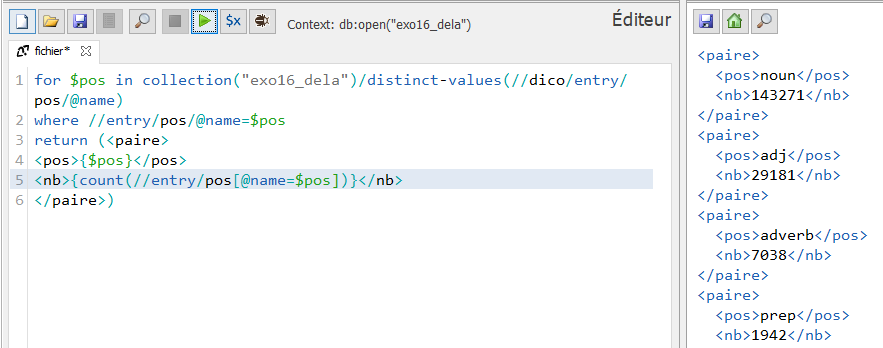 Context: db:open("exo16_dela")
Éditeur
fichier*
1 for $pos in collection("exo16_dela")/distinct-values(//dico/entry/
pos/@name)
2 where //entry/pos/@name=$pos
3 return (<paire>
4 <pos>{$pos}</pos>
5 <nb>{count(//entry/pos[@name=$pos])}</nb>
6 </paire>)
$x
<paire>
<pos>noun</pos>
<nb>143271</nb>
</paire>
<paire>
<pos>adj</pos>
<nb>29181</nb>
</paire>
<paire>
<pos>adverb</pos>
<nb>7038</nb>
</paire>
<paire>
<pos>prep</pos>
<nb>1942</nb>